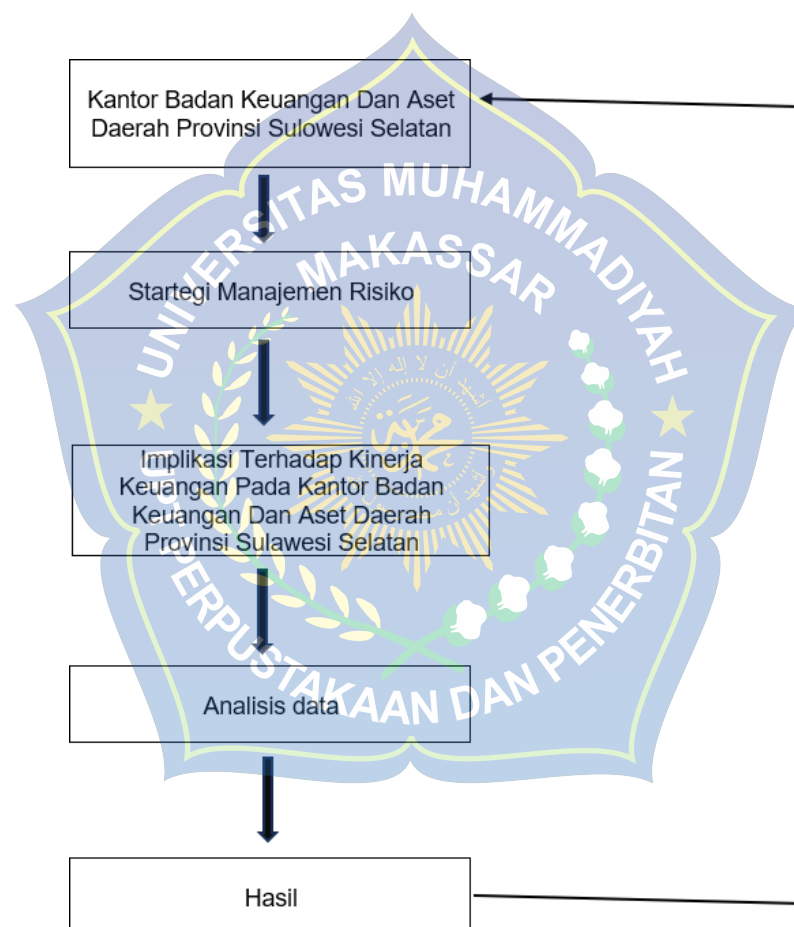 Kantor Badan Keuangan Dan Aset
Daerah Provinsi Sulowesi Selatan
UNIVERSITAS MUHAMMADIYAH
MAKASSAR
Startegi Manajemen Risiko
Implikasi Terhadap Kinerja
Keuangan Pada Kantor Badan
Keuangan Dan Aset Daerah
Provinsi Sulawesi Selatan
Analisis data
PERPUSTAKAAN DAN PENERBITAN
Hasil